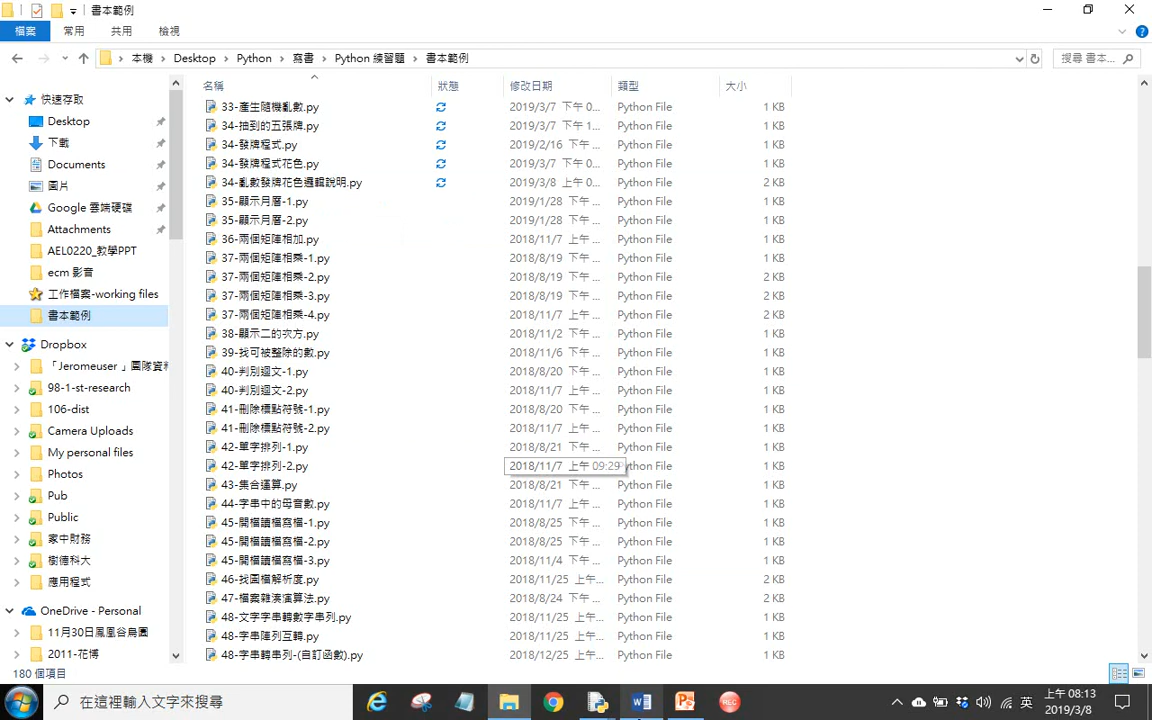 書本範例
檔案 常用 共用 檢視
本機 Desktop Python 寫書 Python 練習題 書本範例 搜尋 書本...
名稱 狀態 修改日期 類型 大小
快速存取
Desktop
下載
Documents
圖片
Google 雲端硬碟
Attachments
AEL0220_教學PPT
ecm 影音
工作檔案-working files
書本範例
Dropbox
「Jeromeuser 」團隊資料
98-1-st-research
106-dist
Camera Uploads
My personal files
Photos
Pub
Public
家中財務
樹德科大
應用程式
OneDrive - Personal
11月30日鳳凰谷鳥園
2011-花博
33-產生隨機亂數.py 2019/3/7 下午 0... Python File 1 KB
34-抽到的五張牌.py 2019/3/7 下午 1... Python File 1 KB
34-發牌程式.py 2019/2/16 下午 ... Python File 1 KB
34-發牌程式花色.py 2019/3/7 下午 0... Python File 1 KB
34-亂數發牌花色邏輯說明.py 2019/3/8 上午 0... Python File 2 KB
35-顯示月曆-1.py 2019/1/28 下午 ... Python File 1 KB
35-顯示月曆-2.py 2019/1/28 下午 ... Python File 1 KB
36-兩個矩陣相加.py 2018/11/7 上午 ... Python File 1 KB
37-兩個矩陣相乘-1.py 2018/8/19 下午 ... Python File 1 KB
37-兩個矩陣相乘-2.py 2018/8/19 下午 ... Python File 2 KB
37-兩個矩陣相乘-3.py 2018/8/19 下午 ... Python File 2 KB
37-兩個矩陣相乘-4.py 2018/11/7 上午 ... Python File 2 KB
38-顯示二的次方.py 2018/11/2 下午 ... Python File 1 KB
39-找可被整除的數.py 2018/11/6 下午 ... Python File 1 KB
40-判別迴文-1.py 2018/8/20 下午 ... Python File 1 KB
40-判別迴文-2.py 2018/11/7 上午 ... Python File 1 KB
41-刪除標點符號-1.py 2018/8/20 下午 ... Python File 1 KB
41-刪除標點符號-2.py 2018/11/7 上午 ... Python File 1 KB
42-單字排列-1.py 2018/8/21 下午 ... Python File 1 KB
42-單字排列-2.py 2018/11/7 上午 09:29 ython File 1 KB
43-集合運算.py 2018/8/21 下午 ... Python File 1 KB
44-字串中的母音數.py 2018/11/7 上午 ... Python File 1 KB
45-開檔讀檔寫檔-1.py 2018/8/25 下午 ... Python File 1 KB
45-開檔讀檔寫檔-2.py 2018/8/25 下午 ... Python File 1 KB
45-開檔讀檔寫檔-3.py 2018/11/4 下午 ... Python File 1 KB
46-找圖檔解析度.py 2018/11/25 上午... Python File 2 KB
47-檔案雜湊演算法.py 2018/8/24 下午 ... Python File 2 KB
48-文字字串轉數字串列.py 2018/11/25 上午... Python File 1 KB
48-字串陣列互轉.py 2018/11/25 上午... Python File 1 KB
48-字串轉串列-(自訂函數).py 2018/12/25 上午... Python File 1 KB
180 個項目
在這裡輸入文字來搜尋
REC
英
上午 08:13
2019/3/8